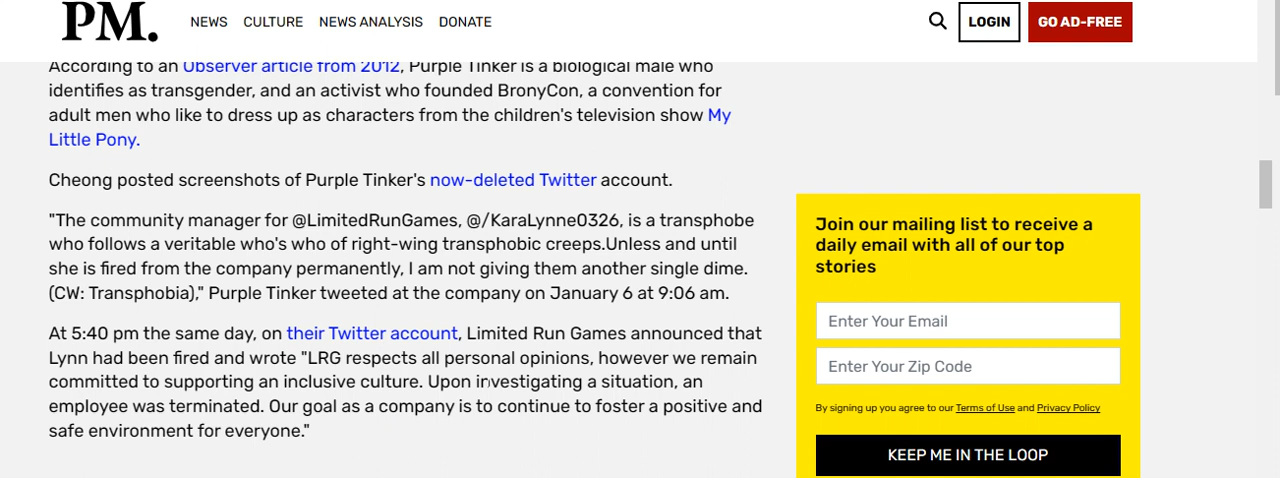 PM.
NEWS CULTURE NEWS ANALYSIS DONATE
LOGIN
GO AD-FREE
According to an Observer article from 2012, Purple Tinker is a biological male who
identifies as transgender, and an activist who founded BronyCon, a convention for
adult men who like to dress up as characters from the children's television show My
Little Pony.
Cheong posted screenshots of Purple Tinker's now-deleted Twitter account.
"The community manager for @LimitedRunGames, @/KaraLynne0326, is a transphobe
who follows a veritable who's who of right-wing transphobic creeps.Unless and until
she is fired from the company permanently, I am not giving them another single dime.
(CW: Transphobia)," Purple Tinker tweeted at the company on January 6 at 9:06 am.
At 5:40 pm the same day, on their Twitter account, Limited Run Games announced that
Lynn had been fired and wrote "LRG respects all personal opinions, however we remain
committed to supporting an inclusive culture. Upon investigating a situation, an
employee was terminated. Our goal as a company is to continue to foster a positive and
safe environment for everyone."
Join our mailing list to receive a
daily email with all of our top
stories
Enter Your Email
Enter Your Zip Code
By signing up you agree to our Terms of Use and Privacy Policy
KEEP ME IN THE LOOP